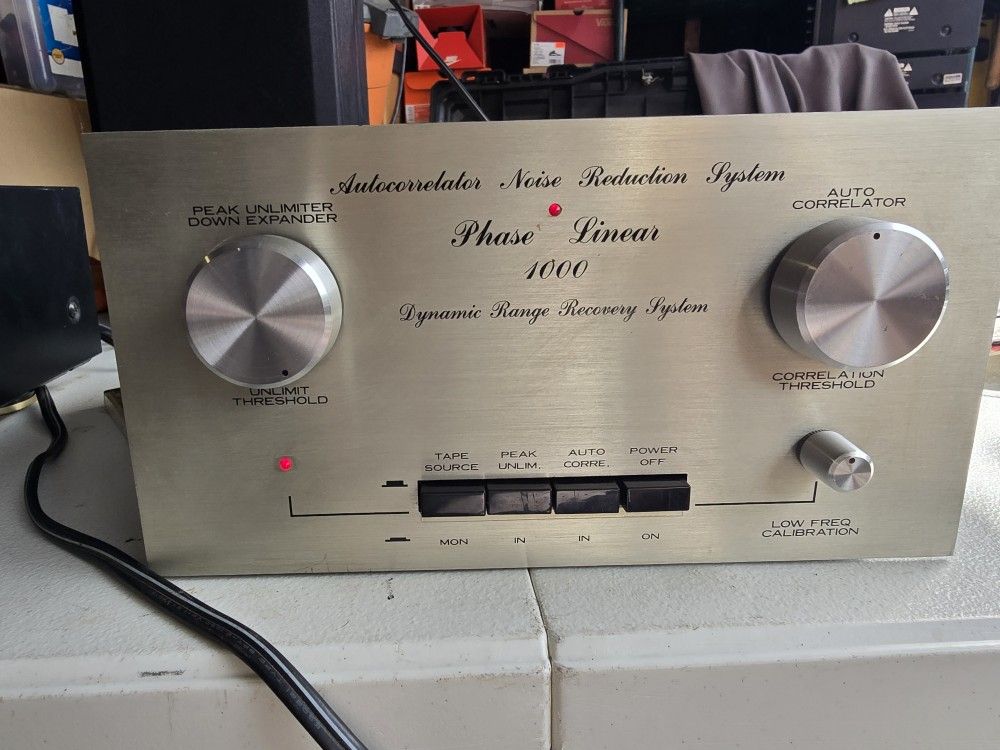 Autocorrelator Noise Reduction System
PEAK UNLIMITER
DOWN EXPANDER
AUTO
CORRELATOR
Phase Linear
1000
Dynamic Range Recovery System
UNLIMIT
THRESHOLD
CORRELATION
THRESHOLD
TAPE
SOURCE
PEAK
UNLIM.
AUTO
CORRE.
POWER
OFF
MON
IN
IN
ON
LOW FREQ
CALIBRATION